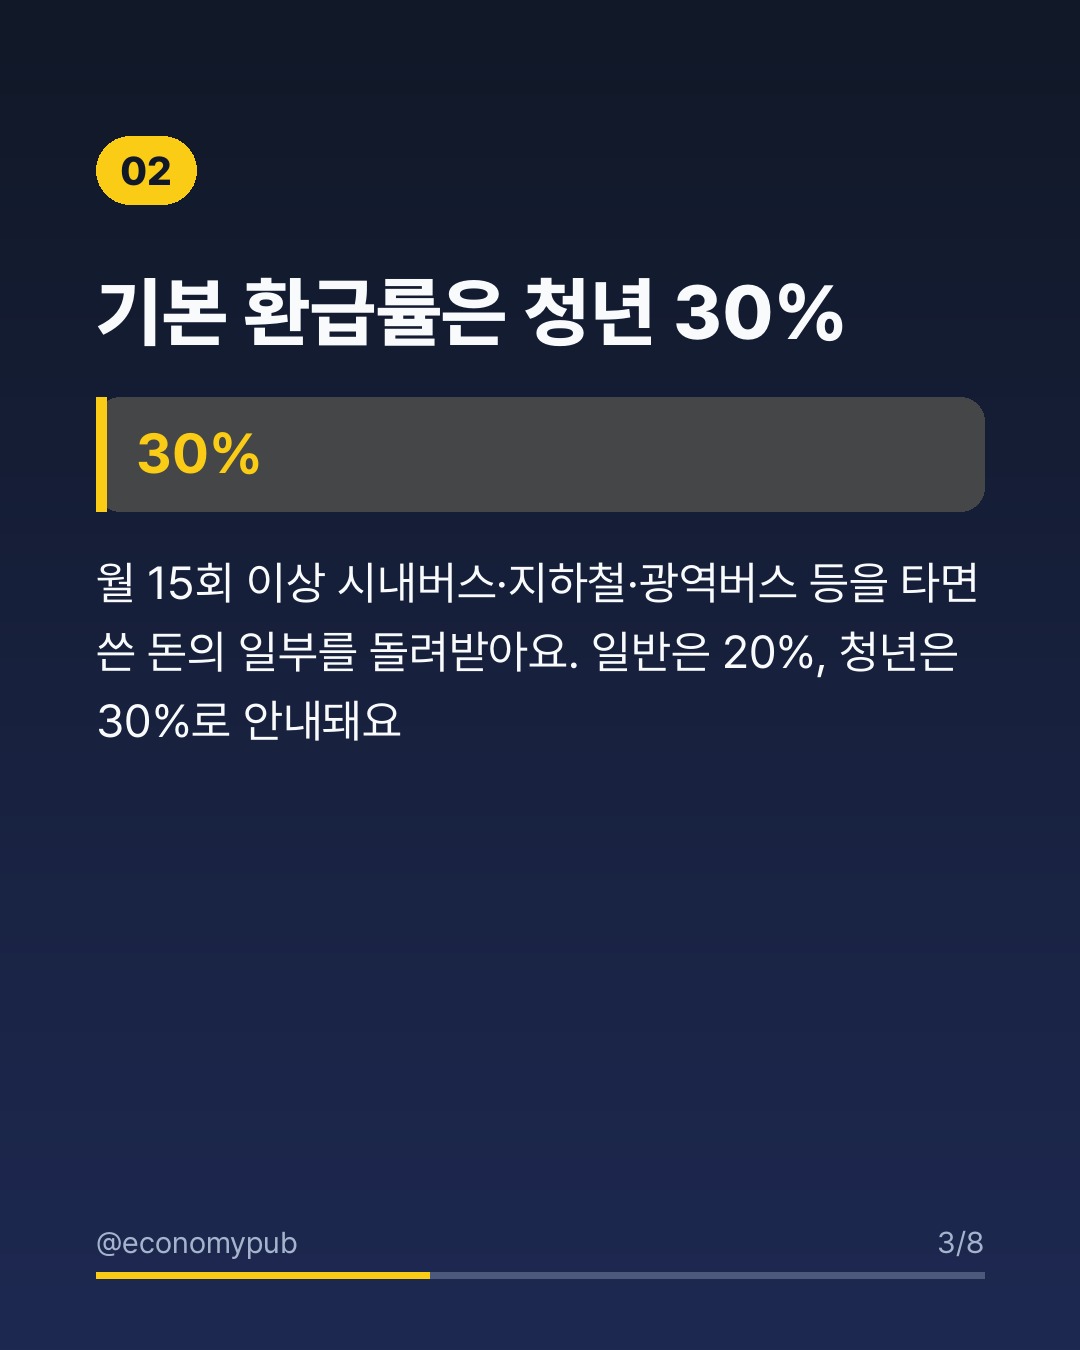 02
기본 환급률은 청년 30%
30%
월 15회 이상 시내버스·지하철·광역버스 등을 타면
쓴 돈의 일부를 돌려받아요. 일반은 20%, 청년은
30%로 안내돼요
@economypub
3/8